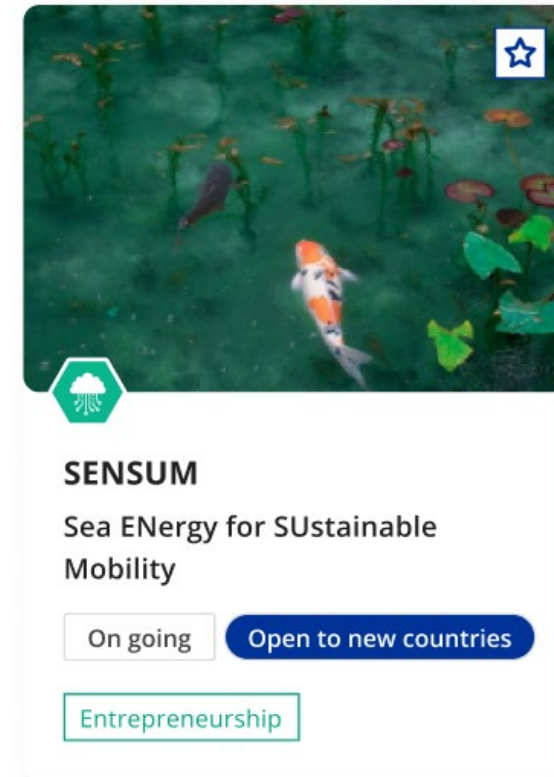 SENSUM
Sea ENergy for SUstainable
Mobility
On going
Open to new countries
Entrepreneurship